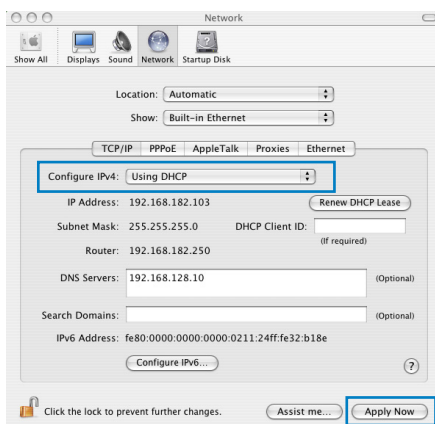 Network
Show All Displays Sound Network Startup Disk
Location: Automatic
Show: Built-in Ethernet
TCP/IP PPPoE AppleTalk Proxies Ethernet
Configure IPv4: Using DHCP
IP Address: 192.168.182.103 Renew DHCP Lease
Subnet Mask: 255.255.255.0 DHCP Client ID:
(If required)
Router: 192.168.182.250
DNS Servers: 192.168.128.10 (Optional)
Search Domains: (Optional)
IPv6 Address: fe80:0000:0000:0000:0211:24ff:fe32:b18e
Configure IPv6...
?
Click the lock to prevent further changes. Assist me... Apply Now